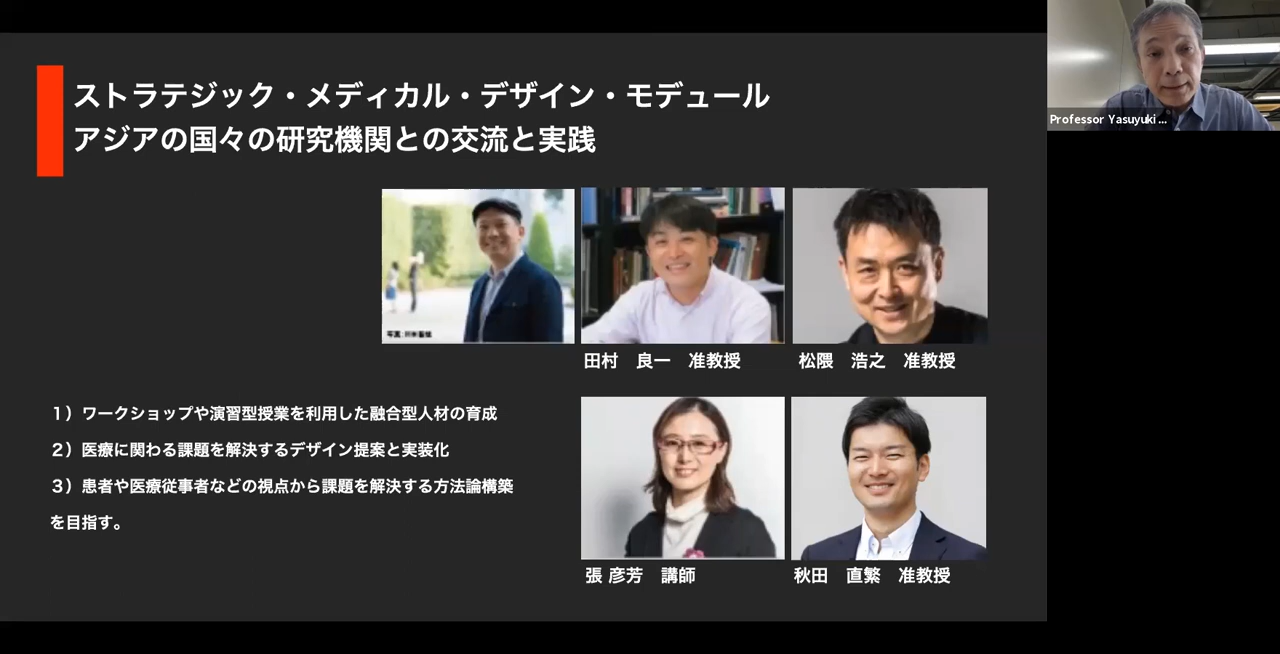 ストラテジック・メディカル・デザイン・モデュール
アジアの国々の研究機関との交流と実践
Professor Yasuyuki ...
田村 良一 准教授
松隈 浩之 准教授
1）ワークショップや演習型授業を利用した融合型人材の育成
2）医療に関わる課題を解決するデザイン提案と実装化
3）患者や医療従事者などの視点から課題を解決する方法論構築
を目指す。
張 彦芳 講師
秋田 直繁 准教授